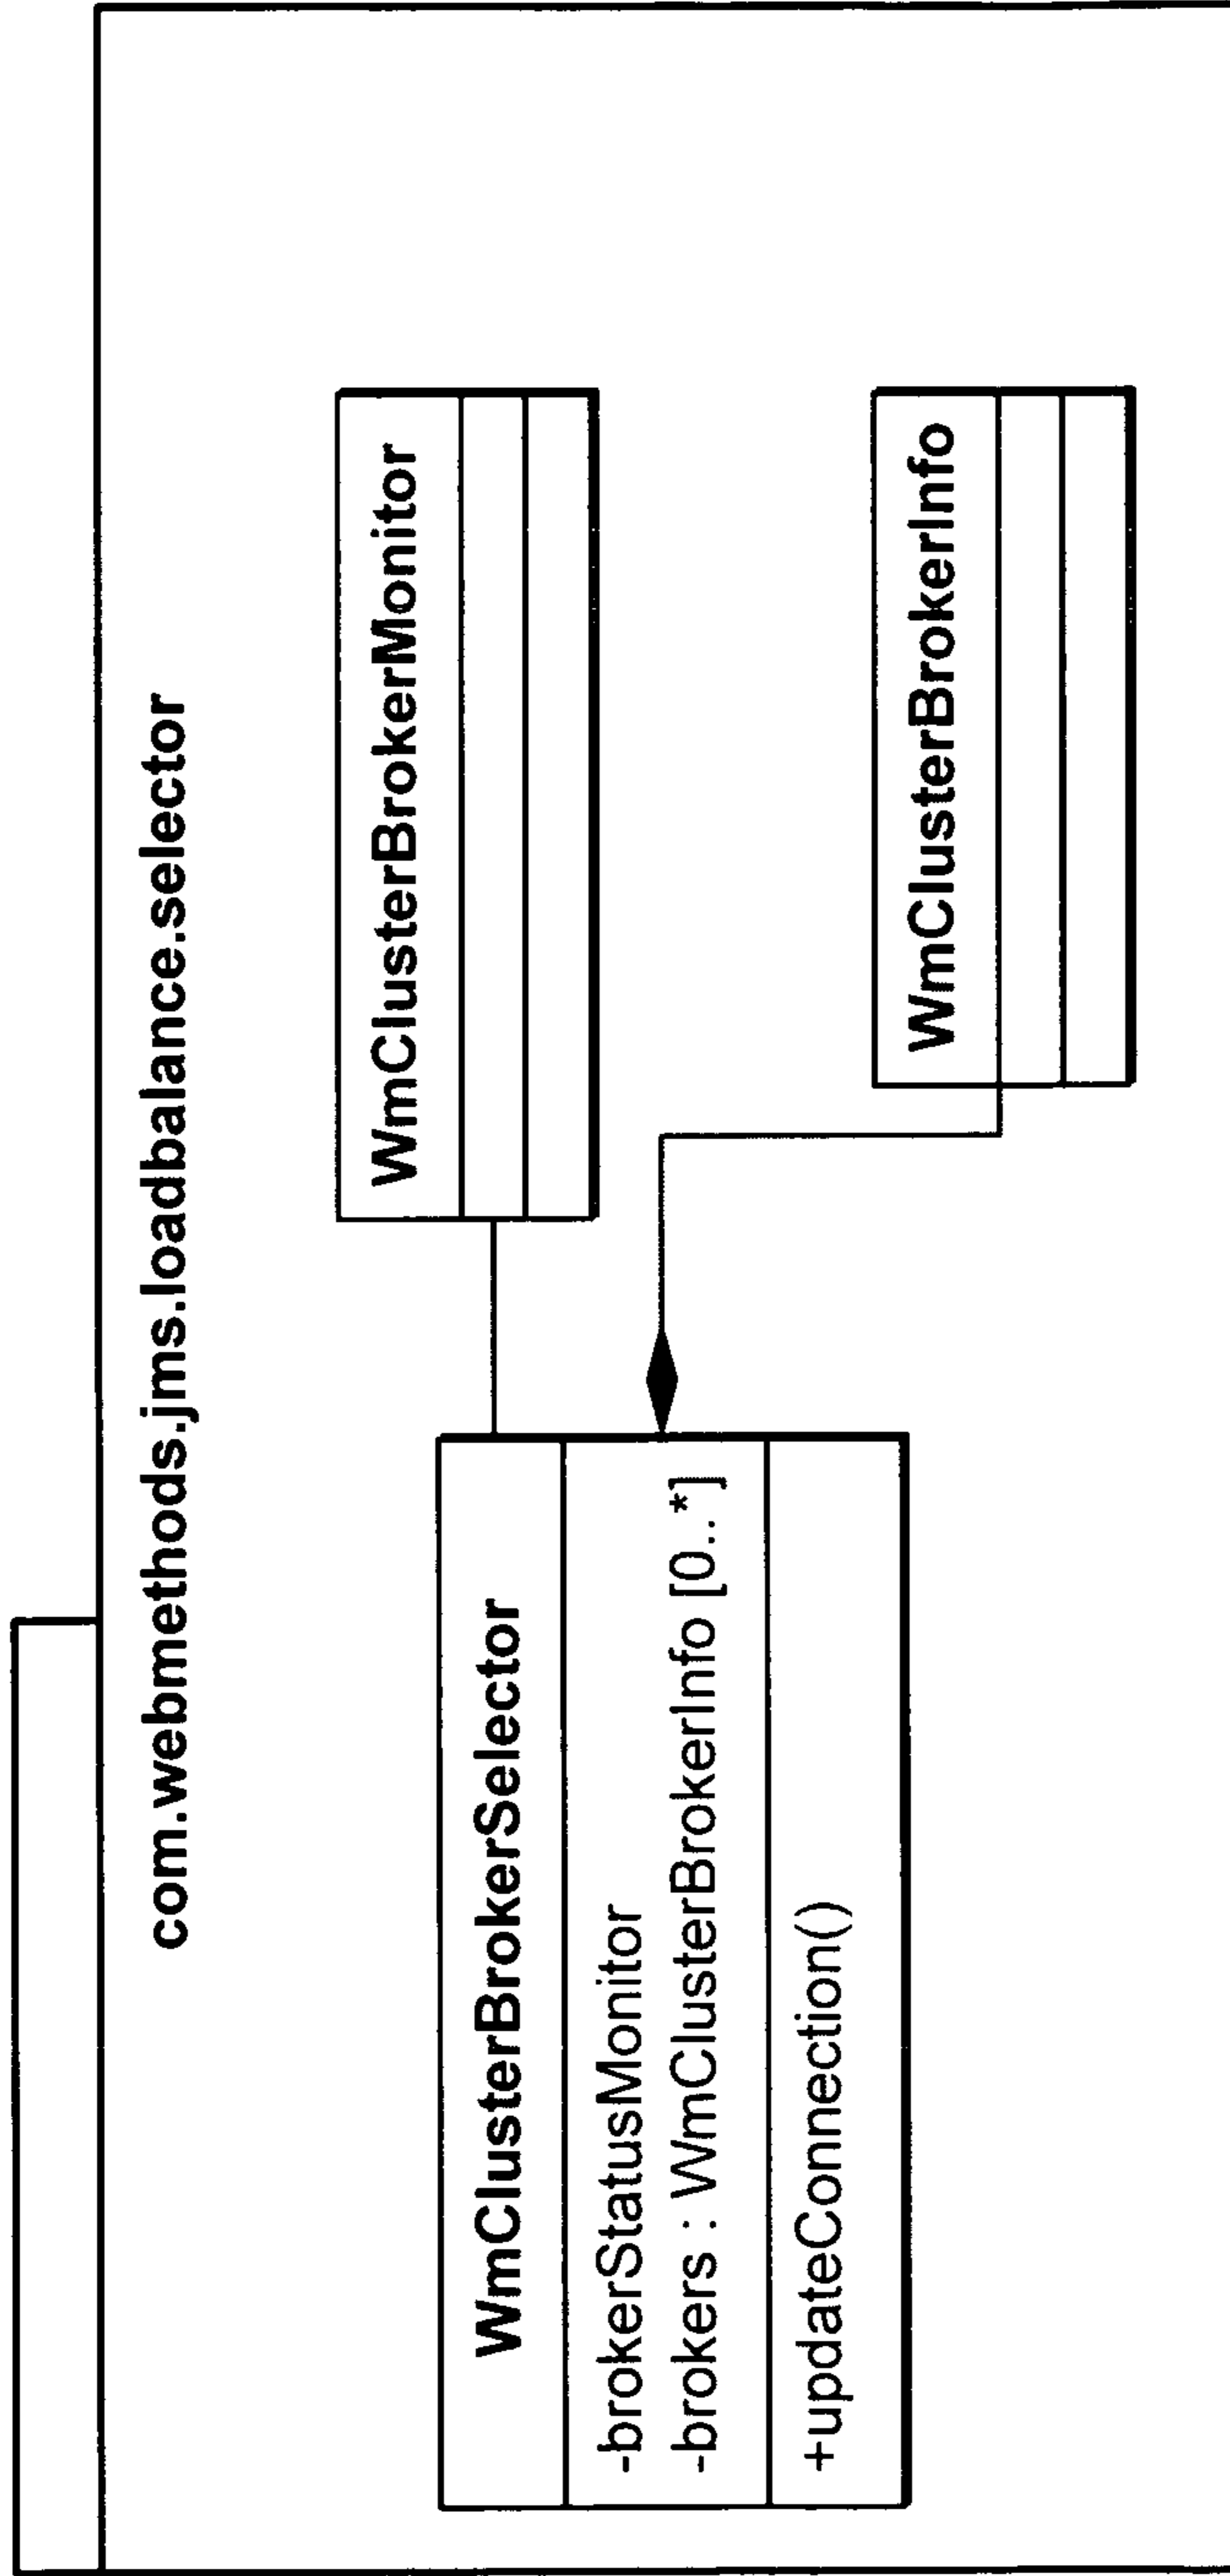 com.webmethods.jms.loadbalance.selector
WmClusterBrokerSelector
-brokerStatusMonitor
-brokers : WmClusterBrokerInfo [0..*]
+updateConnection()
WmClusterBrokerMonitor
WmClusterBrokerInfo